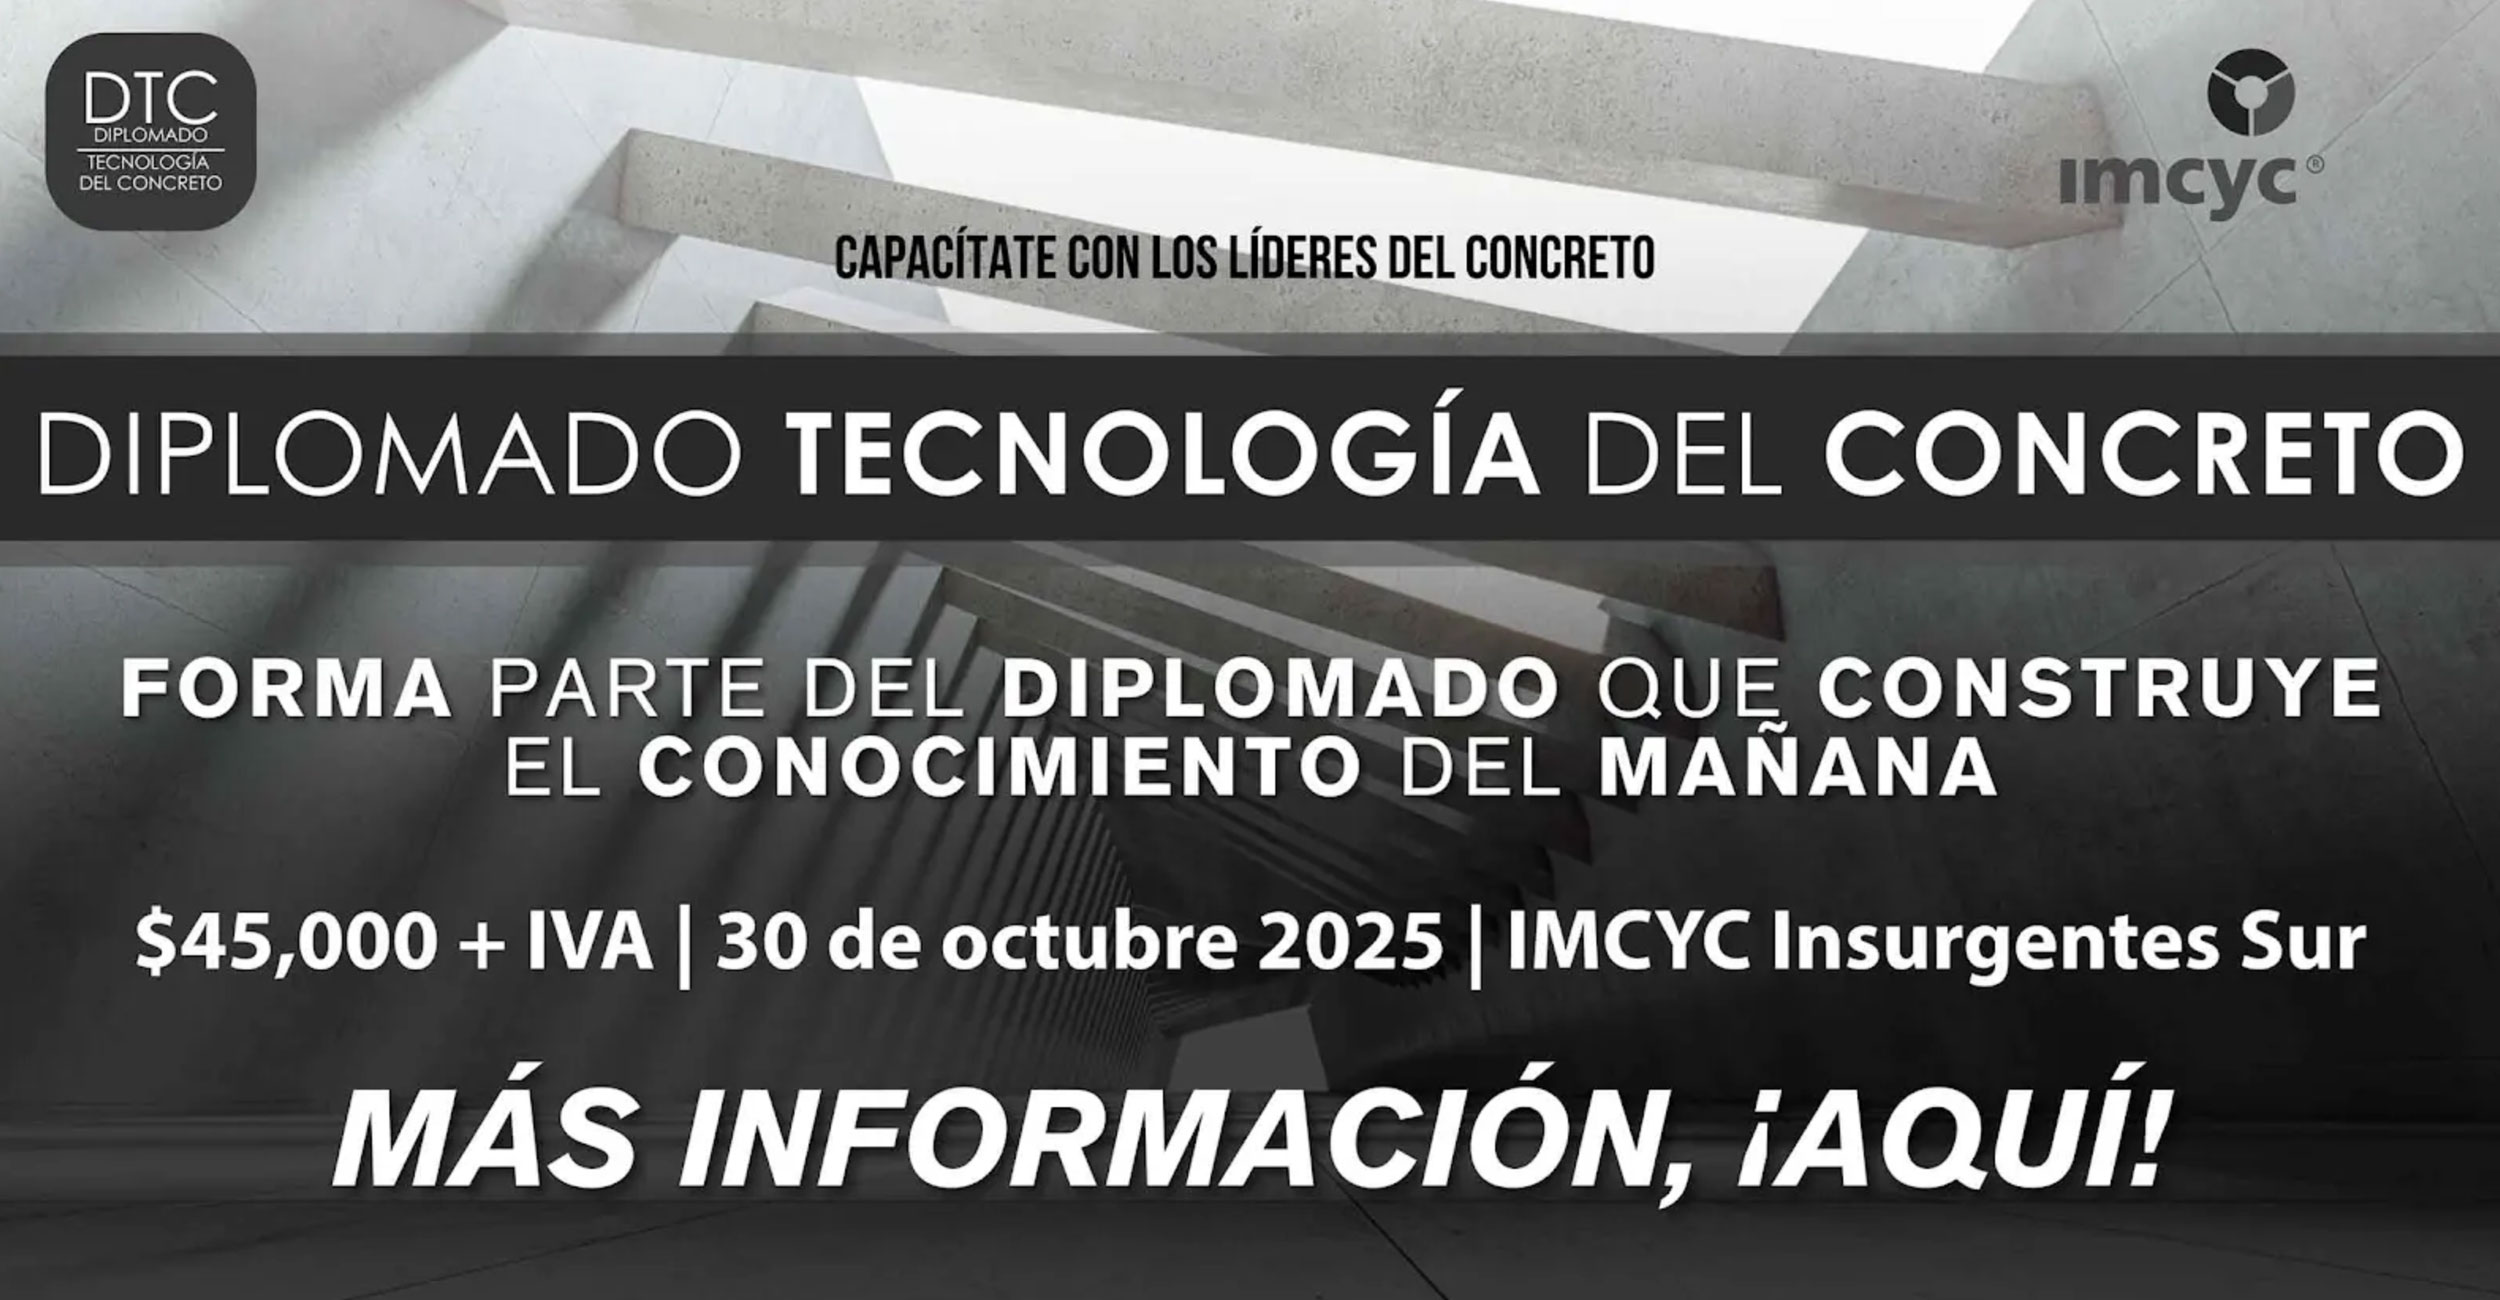 DTC
DIPLOMADO
TECNOLOGÍA
DEL CONCRETO
imcyc®
CAPACÍTATE CON LOS LÍDERES DEL CONCRETO
DIPLOMADO TECNOLOGÍA DEL CONCRETO
FORMA PARTE DEL DIPLOMADO QUE CONSTRUYE
EL CONOCIMIENTO DEL MAÑANA
$45,000 + IVA | 30 de octubre 2025 | IMCYC Insurgentes Sur
MÁS INFORMACIÓN, ¡AQUÍ!